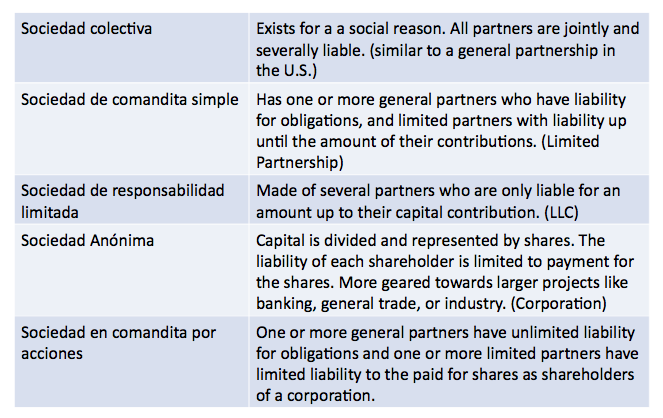 Sociedad colectiva
Exists for a a social reason. All partners are jointly and
severally liable. (similar to a general partnership in
the U.S.)
Sociedad de comandita simple
Has one or more general partners who have liability
for obligations, and limited partners with liability up
until the amount of their contributions. (Limited
Partnership)
Sociedad de responsabilidad
limitada
Made of several partners who are only liable for an
amount up to their capital contribution. (LLC)
Sociedad Anónima
Capital is divided and represented by shares. The
liability of each shareholder is limited to payment for
the shares. More geared towards larger projects like
banking, general trade, or industry. (Corporation)
Sociedad en comandita por
acciones
One or more general partners have unlimited liability
for obligations and one or more limited partners have
limited liability to the paid for shares as shareholders
of a corporation.